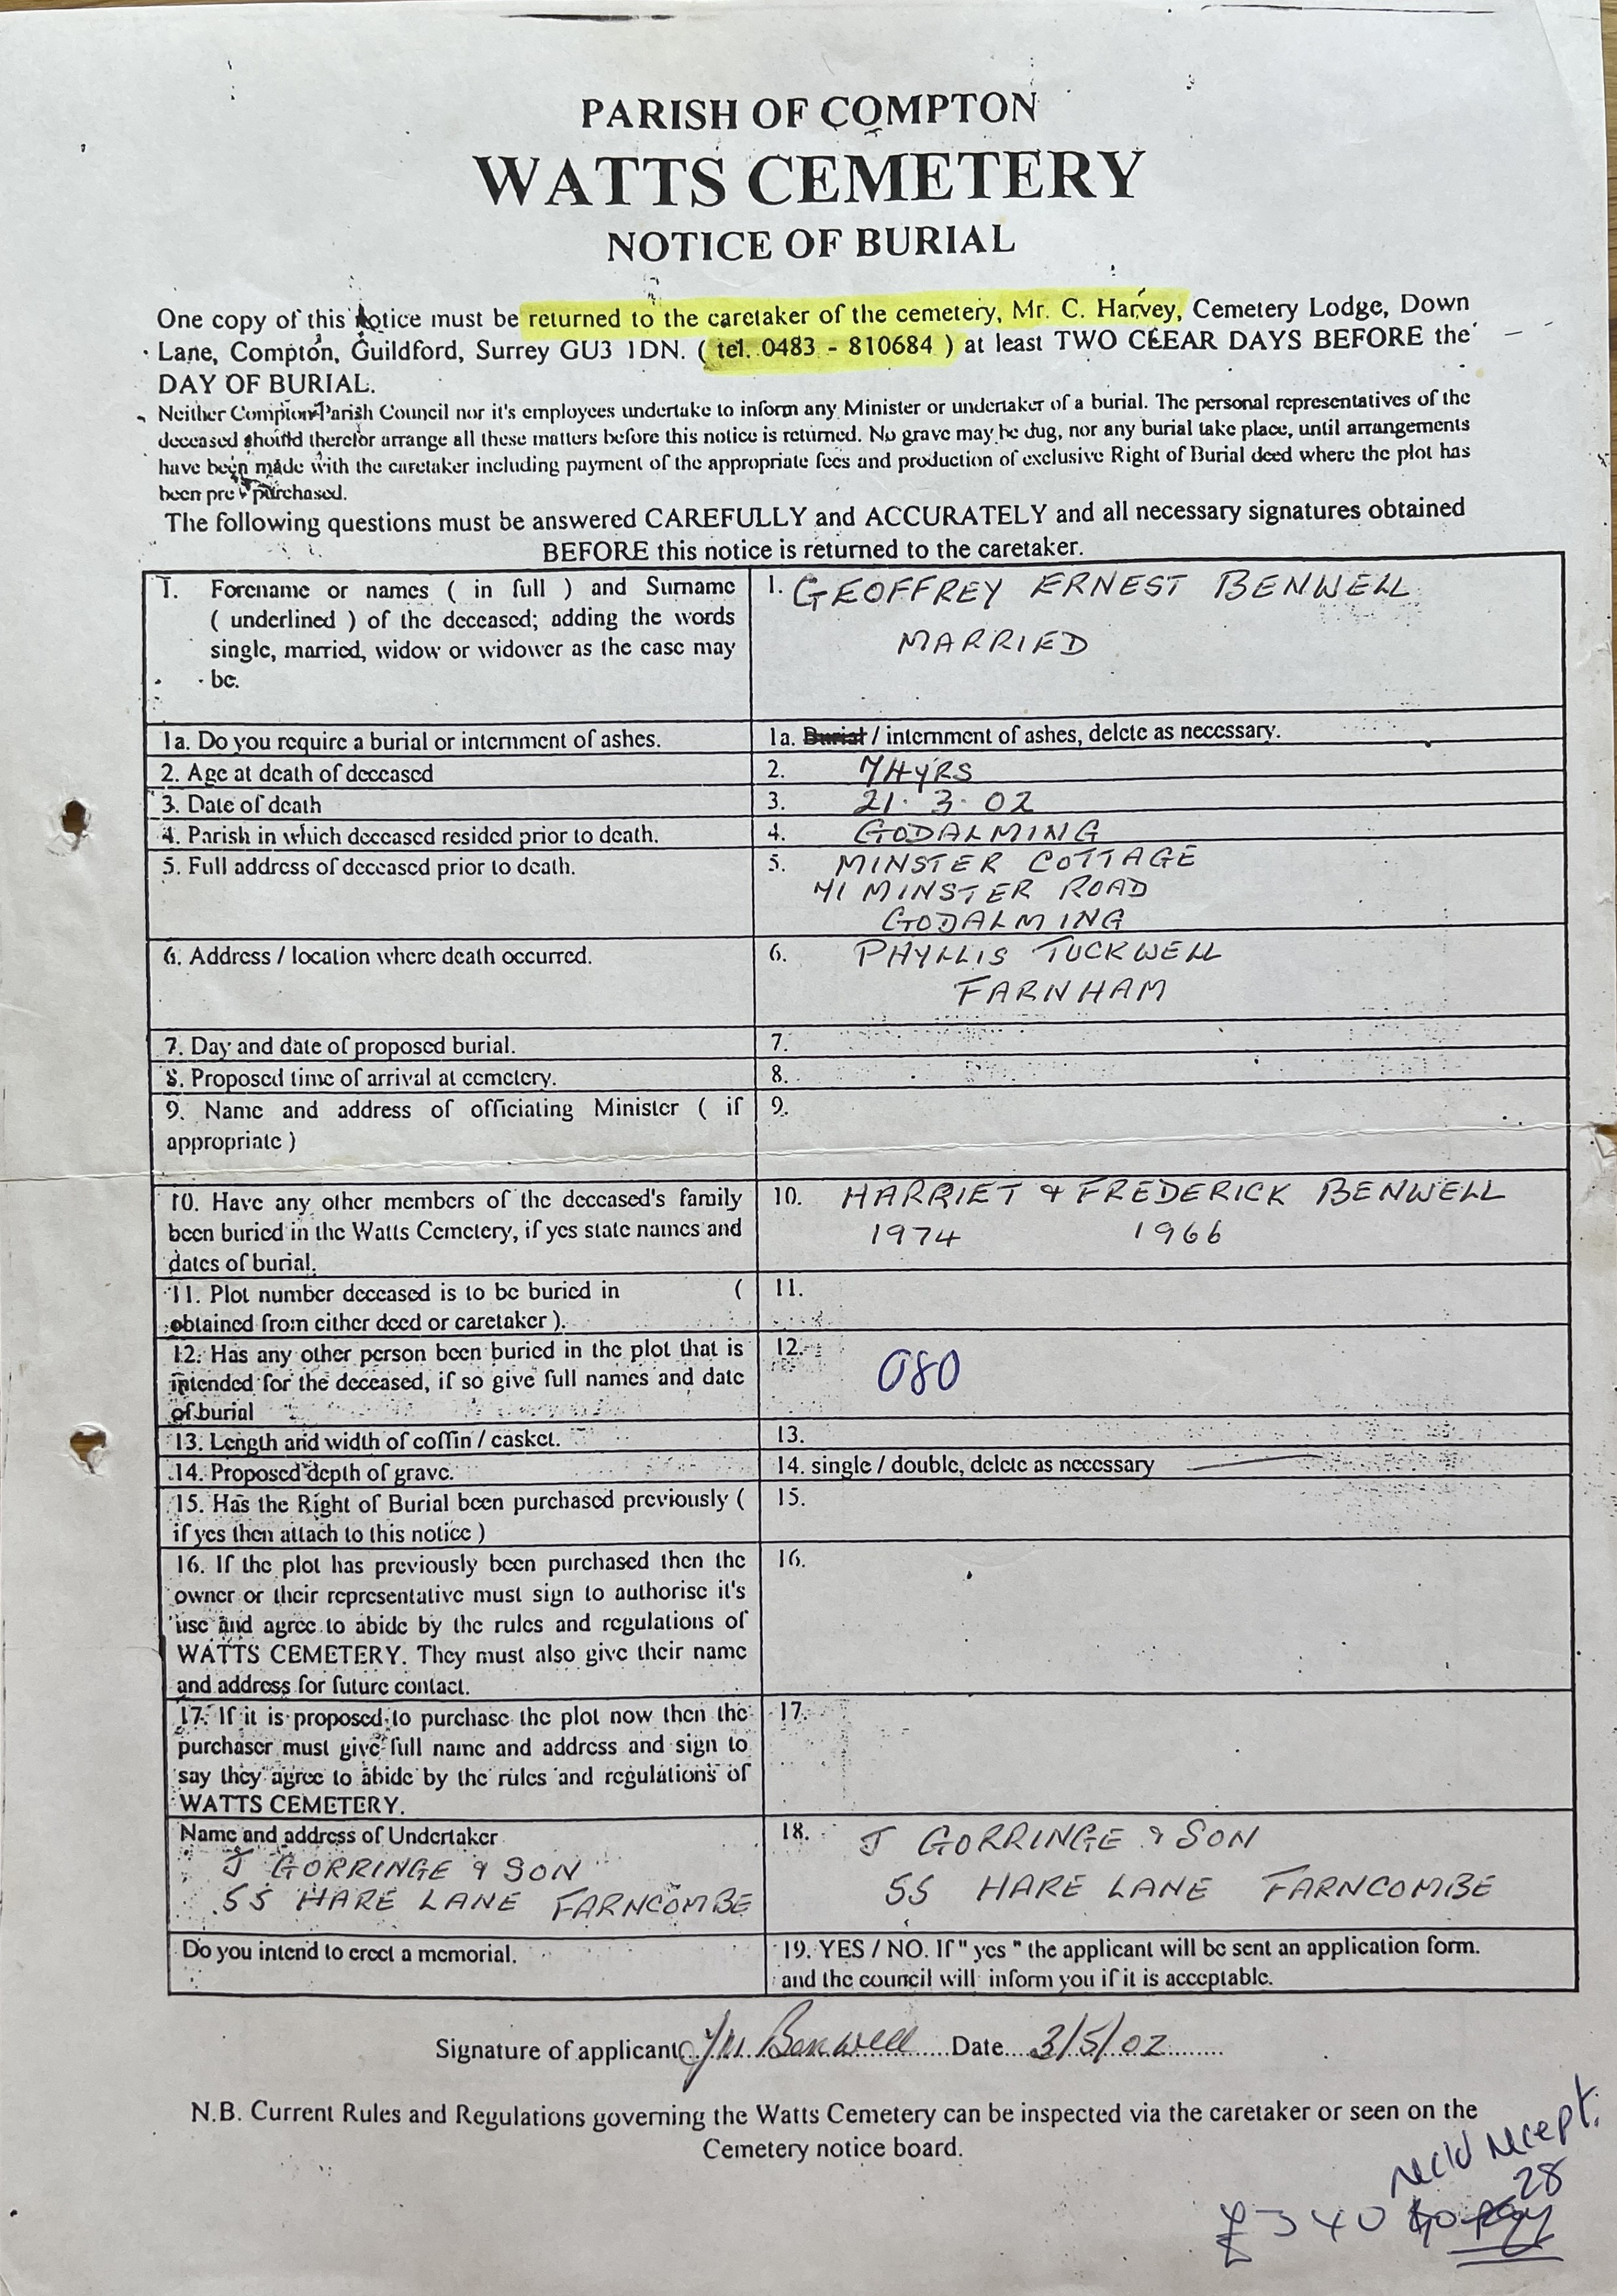 PARISH OF COMPTON
WATTS CEMETERY
NOTICE OF BURIAL
One copy of this notice must be returned to the caretaker of the cemetery, Mr. C. Harvey, Cemetery Lodge, Down
Lane, Compton, Guildford, Surrey GU3 1DN. ( tel. 0483 - 810684 ) at least TWO CLEAR DAYS BEFORE the
DAY OF BURIAL.
Neither Compton Parish Council nor it's employees undertake to inform any Minister or undertaker of a burial. The personal representatives of the
deceased should therefor arrange all these matters before this notice is returned. No grave may be dug, nor any burial take place, until arrangements
have been made with the caretaker including payment of the appropriate fees and production of exclusive Right of Burial deed where the plot has
been pre purchased.
The following questions must be answered CAREFULLY and ACCURATELY and all necessary signatures obtained
BEFORE this notice is returned to the caretaker.
1. Forename or names ( in full ) and Surname
( underlined ) of the deceased; adding the words
single, married, widow or widower as the case may
be.
1. GEOFFREY ERNEST BENWELL
MARRIED
1a. Do you require a burial or internment of ashes.
1a. Burial / internment of ashes, delete as necessary.
2. Age at death of deceased
2. 74 YRS
3. Date of death
3. 21. 3. 02
4. Parish in which deceased resided prior to death.
4. GODALMING
5. Full address of deceased prior to death.
5. MINSTER COTTAGE
41 MINSTER ROAD
GODALMING
6. Address / location where death occurred.
6. PHYLLIS TUCKWELL
FARNHAM
7. Day and date of proposed burial.
7.
8. Proposed time of arrival at cemetery.
8.
9. Name and address of officiating Minister ( if
appropriate )
9.
10. Have any other members of the deceased's family
been buried in the Watts Cemetery, if yes state names and
dates of burial.
10. HARRIET & FREDERICK BENWELL
1974 1966
11. Plot number deceased is to be buried in (
obtained from either deed or caretaker ).
11.
12. Has any other person been buried in the plot that is
intended for the deceased, if so give full names and date
of burial
12. 080
13. Length and width of coffin / casket.
13.
14. Proposed depth of grave.
14. single / double, delete as necessary
15. Has the Right of Burial been purchased previously (
if yes then attach to this notice )
15.
16. If the plot has previously been purchased then the
owner or their representative must sign to authorise it's
use and agree to abide by the rules and regulations of
WATTS CEMETERY. They must also give their name
and address for future contact.
16.
17. If it is proposed to purchase the plot now then the
purchaser must give full name and address and sign to
say they agree to abide by the rules and regulations of
WATTS CEMETERY.
17.
Name and address of Undertaker
J GORRINGE & SON
55 HARE LANE FARNCOMBE
18. J GORRINGE & SON
55 HARE LANE FARNCOMBE
Do you intend to erect a memorial.
19. YES / NO. If " yes " the applicant will be sent an application form.
and the council will inform you if it is acceptable.
Signature of applicant Benwell Date 3/5/02
N.B. Current Rules and Regulations governing the Watts Cemetery can be inspected via the caretaker or seen on the
Cemetery notice board.
recept.
28
£340